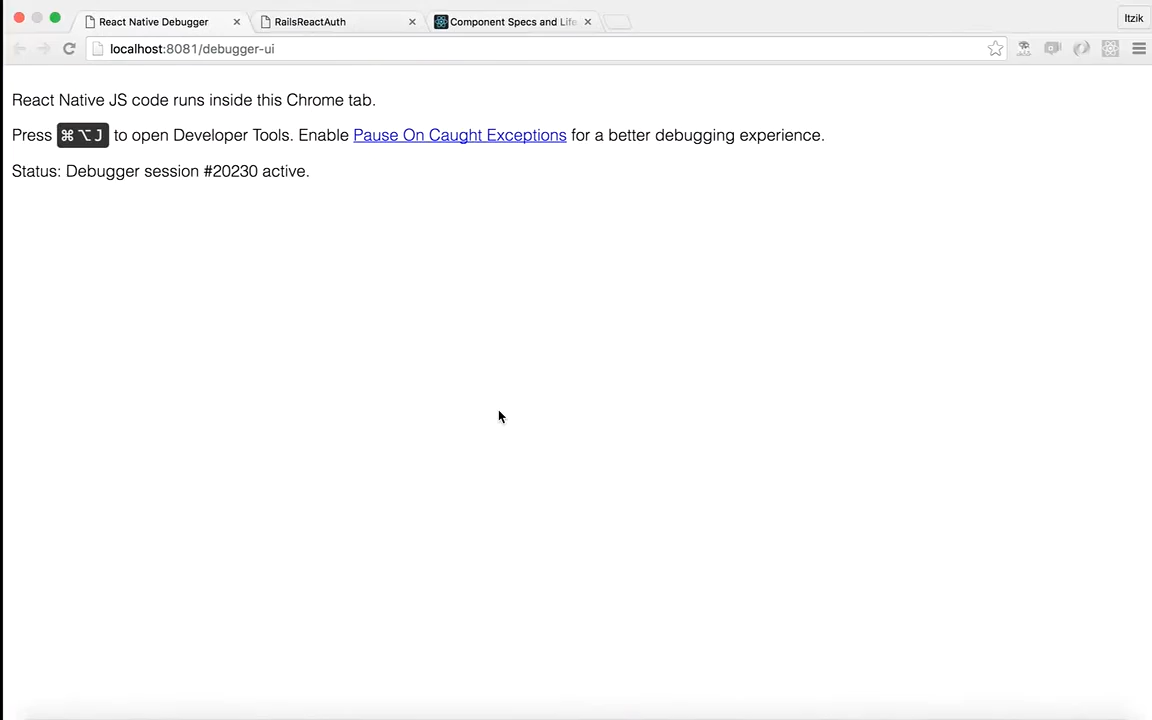 React Native Debugger
RailsReactAuth
Component Specs and Life
Itzik
localhost:8081/debugger-ui
React Native JS code runs inside this Chrome tab.
Press ⌘⌥J to open Developer Tools. Enable Pause On Caught Exceptions for a better debugging experience.
Status: Debugger session #20230 active.